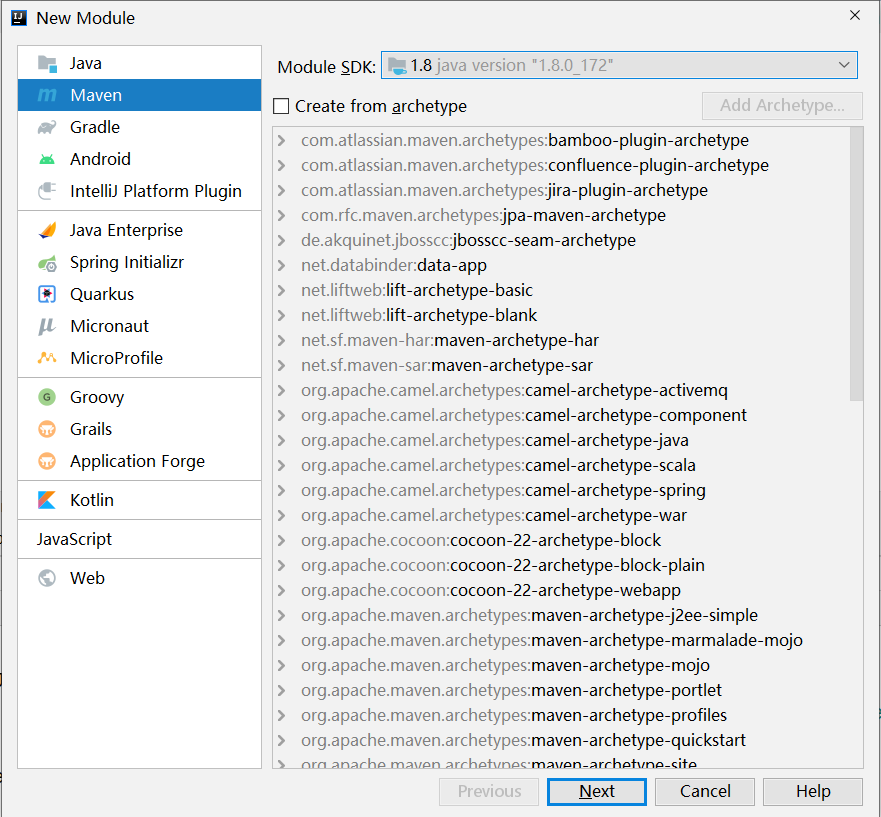 New Module
Java
Maven
Gradle
Android
IntelliJ Platform Plugin
Java Enterprise
Spring Initializr
Quarkus
Micronaut
MicroProfile
Groovy
Grails
Application Forge
Kotlin
JavaScript
Web
Module SDK: 1.8 java version "1.8.0_172"
Create from archetype Add Archetype...
com.atlassian.maven.archetypes:bamboo-plugin-archetype
com.atlassian.maven.archetypes:confluence-plugin-archetype
com.atlassian.maven.archetypes:jira-plugin-archetype
com.rfc.maven.archetypes:jpa-maven-archetype
de.akquinet.jbosscc:jbosscc-seam-archetype
net.databinder:data-app
net.liftweb:lift-archetype-basic
net.liftweb:lift-archetype-blank
net.sf.maven-har:maven-archetype-har
net.sf.maven-sar:maven-archetype-sar
org.apache.camel.archetypes:camel-archetype-activemq
org.apache.camel.archetypes:camel-archetype-component
org.apache.camel.archetypes:camel-archetype-java
org.apache.camel.archetypes:camel-archetype-scala
org.apache.camel.archetypes:camel-archetype-spring
org.apache.camel.archetypes:camel-archetype-war
org.apache.cocoon:cocoon-22-archetype-block
org.apache.cocoon:cocoon-22-archetype-block-plain
org.apache.cocoon:cocoon-22-archetype-webapp
org.apache.maven.archetypes:maven-archetype-j2ee-simple
org.apache.maven.archetypes:maven-archetype-marmalade-mojo
org.apache.maven.archetypes:maven-archetype-mojo
org.apache.maven.archetypes:maven-archetype-portlet
org.apache.maven.archetypes:maven-archetype-profiles
org.apache.maven.archetypes:maven-archetype-quickstart
org.apache.maven.archetypes:maven-archetype-site
Previous Next Cancel Help